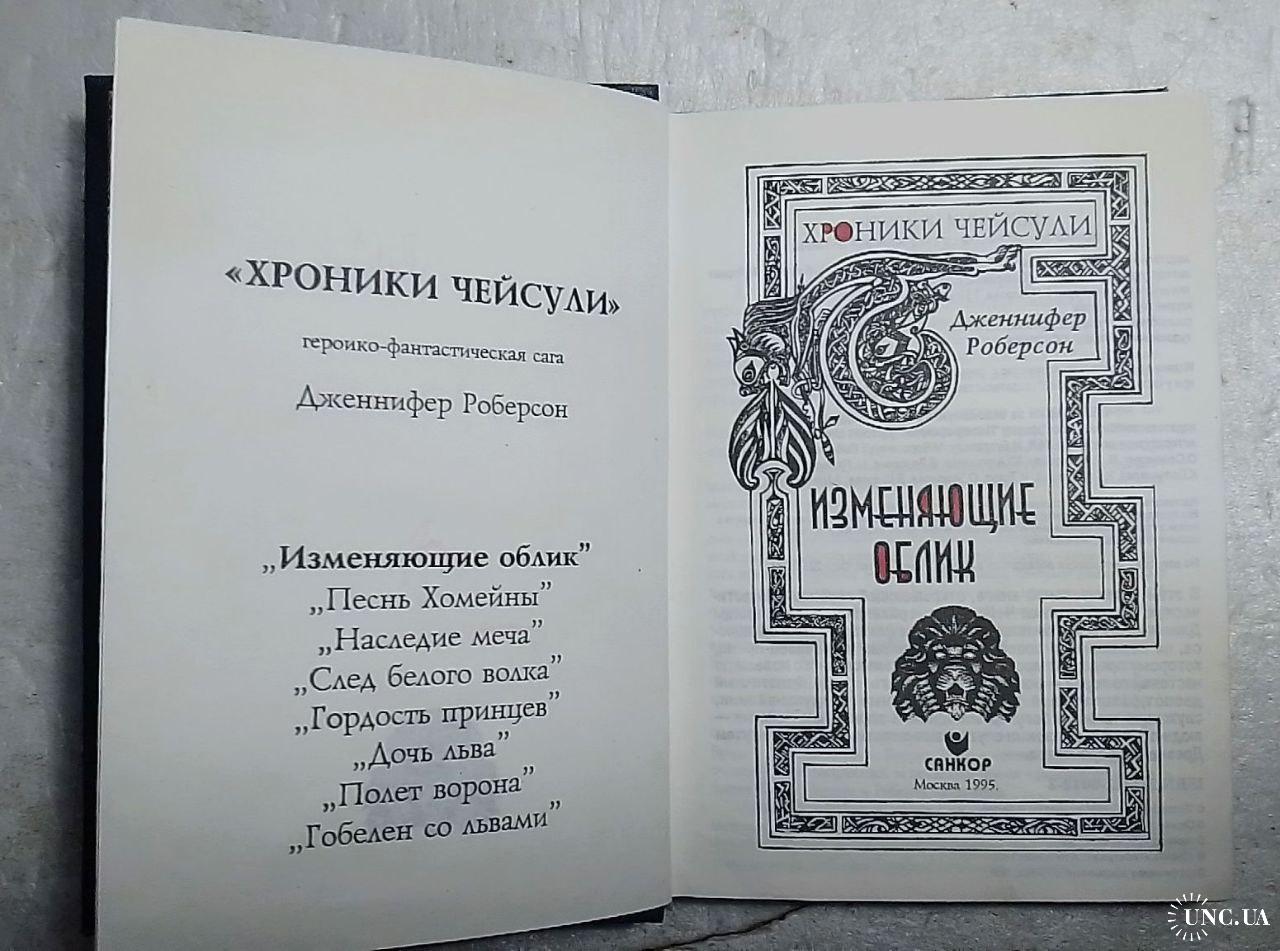 «ХРОНИКИ ЧЕЙСУЛИ»
героико-фантастическая сага
Дженнифер Роберсон
„Изменяющие облик”
„Песнь Хомейны”
„Наследие меча”
„След белого волка”
„Гордость принцев”
„Дочь льва”
„Полет ворона”
„Гобелен со львами”
ХРОНИКИ ЧЕЙСУЛИ
Дженнифер
Роберсон
ИЗМЕНЯЮЩИЕ
ОБЛИК
САНКОР
Москва 1995.
UNC.UA